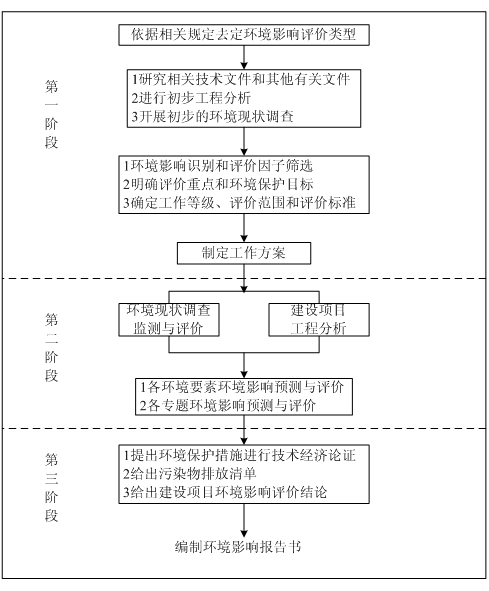 依据相关规定去定环境影响评价类型
第一阶段
1研究相关技术文件和其他有关文件
2进行初步工程分析
3开展初步的环境现状调查
1环境影响识别和评价因子筛选
2明确评价重点和环境保护目标
3确定工作等级、评价范围和评价标准
制定工作方案
第二阶段
环境现状调查
监测与评价
建设项目
工程分析
1各环境要素环境影响预测与评价
2各专题环境影响预测与评价
第三阶段
1提出环境保护措施进行技术经济论证
2给出污染物排放清单
3给出建设项目环境影响评价结论
编制环境影响报告书